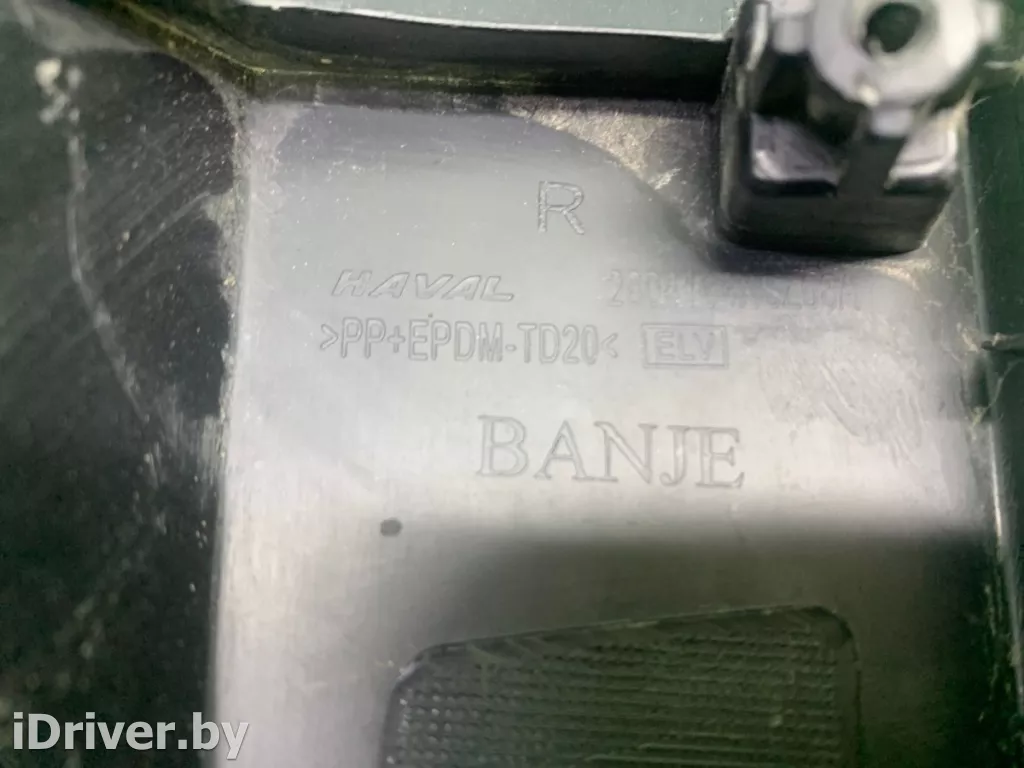 R
HAVAL
>PP+EPDM-TD20< ELV
BANJE
iDriver.by